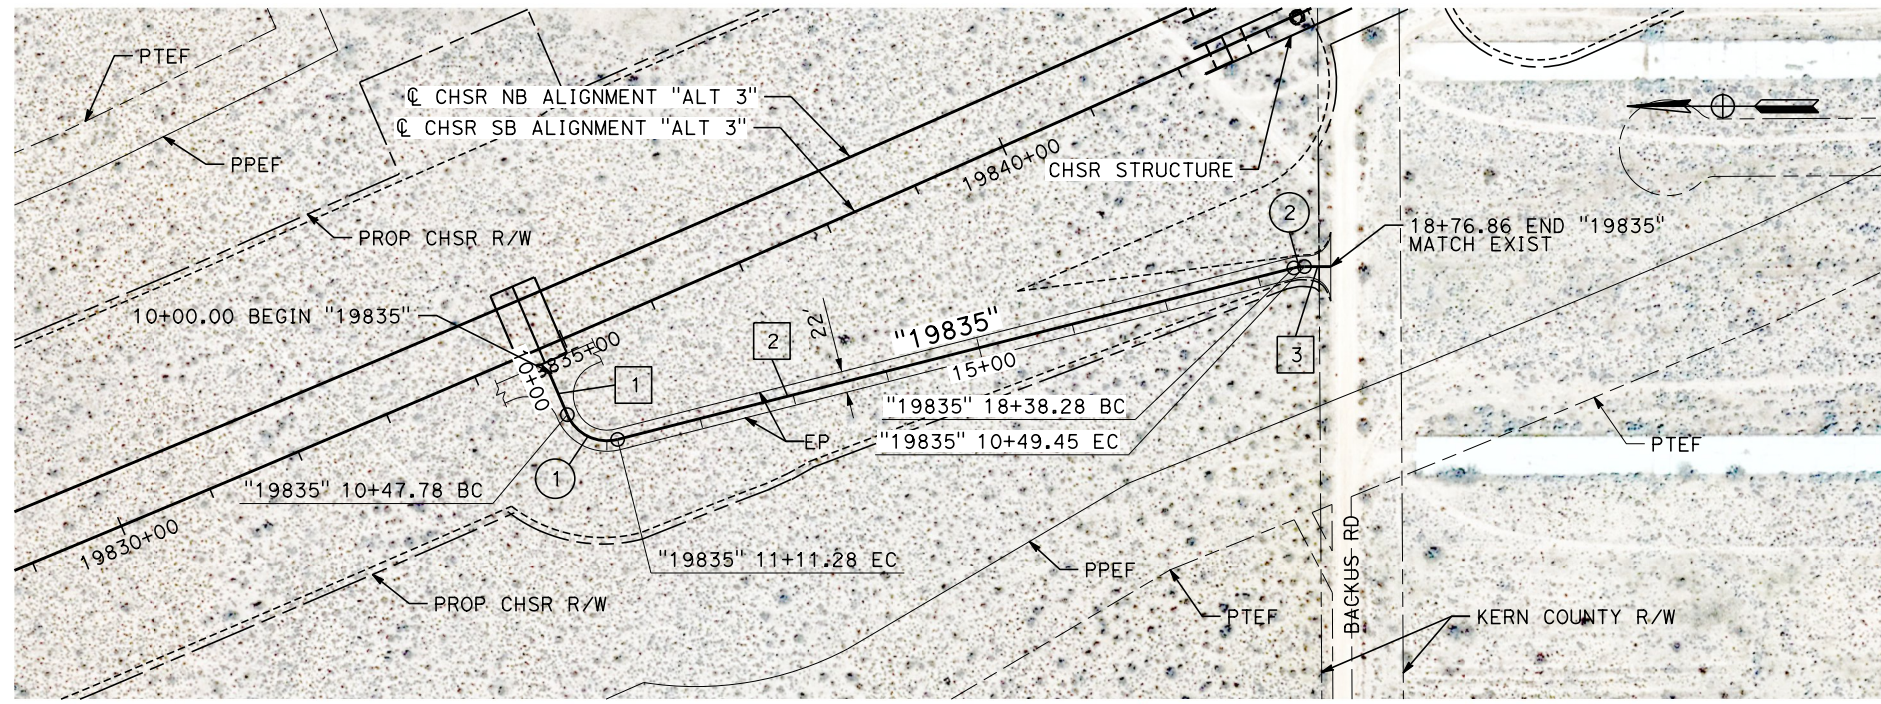 PTEF
PPEF
℄ CHSR NB ALIGNMENT "ALT 3"
℄ CHSR SB ALIGNMENT "ALT 3"
PROP CHSR R/W
19840+00
CHSR STRUCTURE
2
18+76.86 END "19835"
MATCH EXIST
10+00.00 BEGIN "19835"
"19835"
22'
2
15+00
3
1
"19835" 18+38.28 BC
"19835" 10+49.45 EC
EP
PTEF
1
"19835" 10+47.78 BC
19830+00
"19835" 11+11.28 EC
PROP CHSR R/W
PPEF
PTEF
BACKUS RD
KERN COUNTY R/W